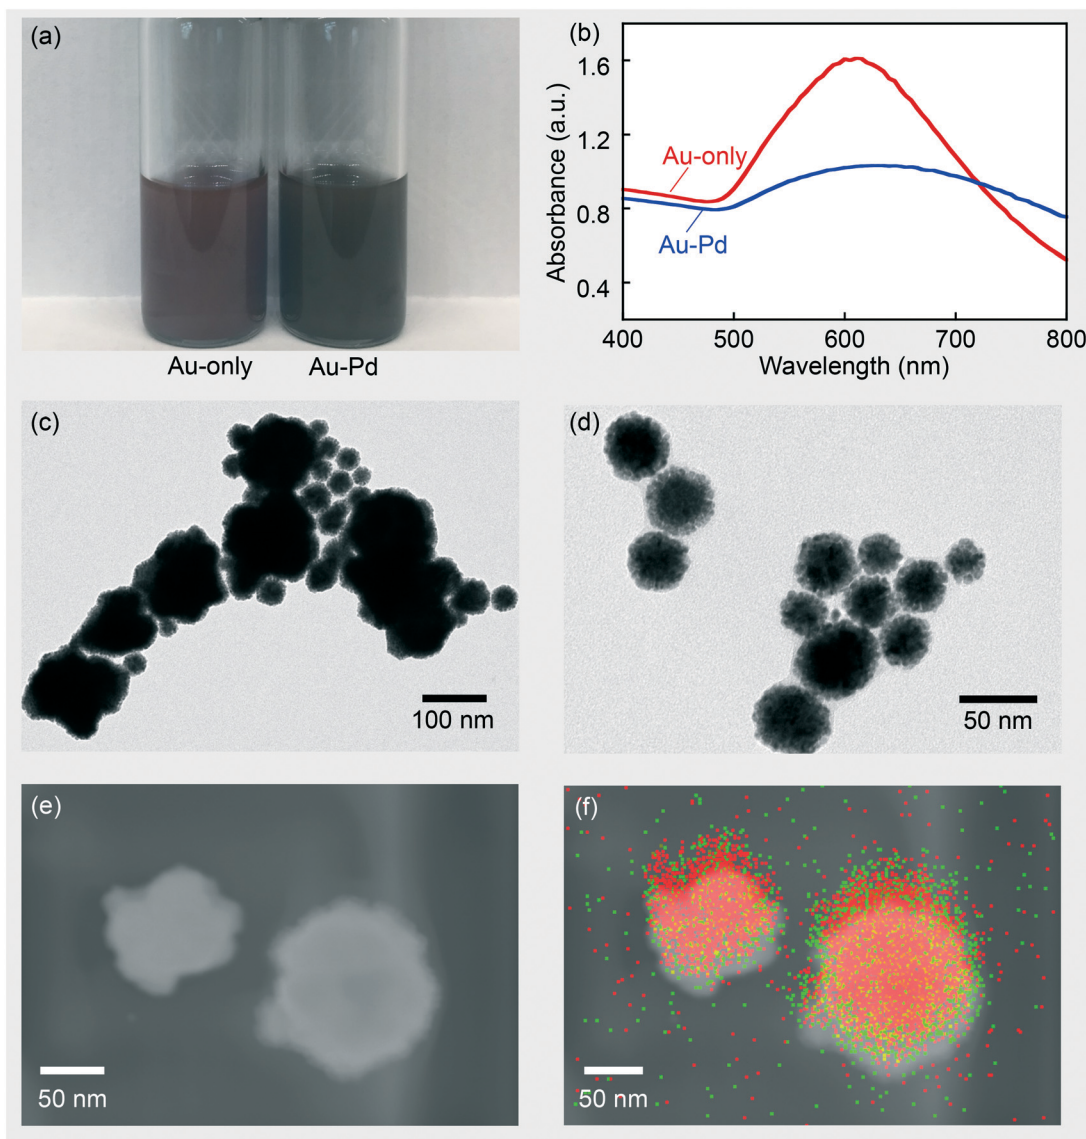 (a)
Au-only Au-Pd
(b)
Absorbance (a.u.)
1.6
1.2
0.8
0.4
Au-only
Au-Pd
400 500 600 700 800
Wavelength (nm)
(c)
100 nm
(d)
50 nm
(e)
50 nm
(f)
50 nm